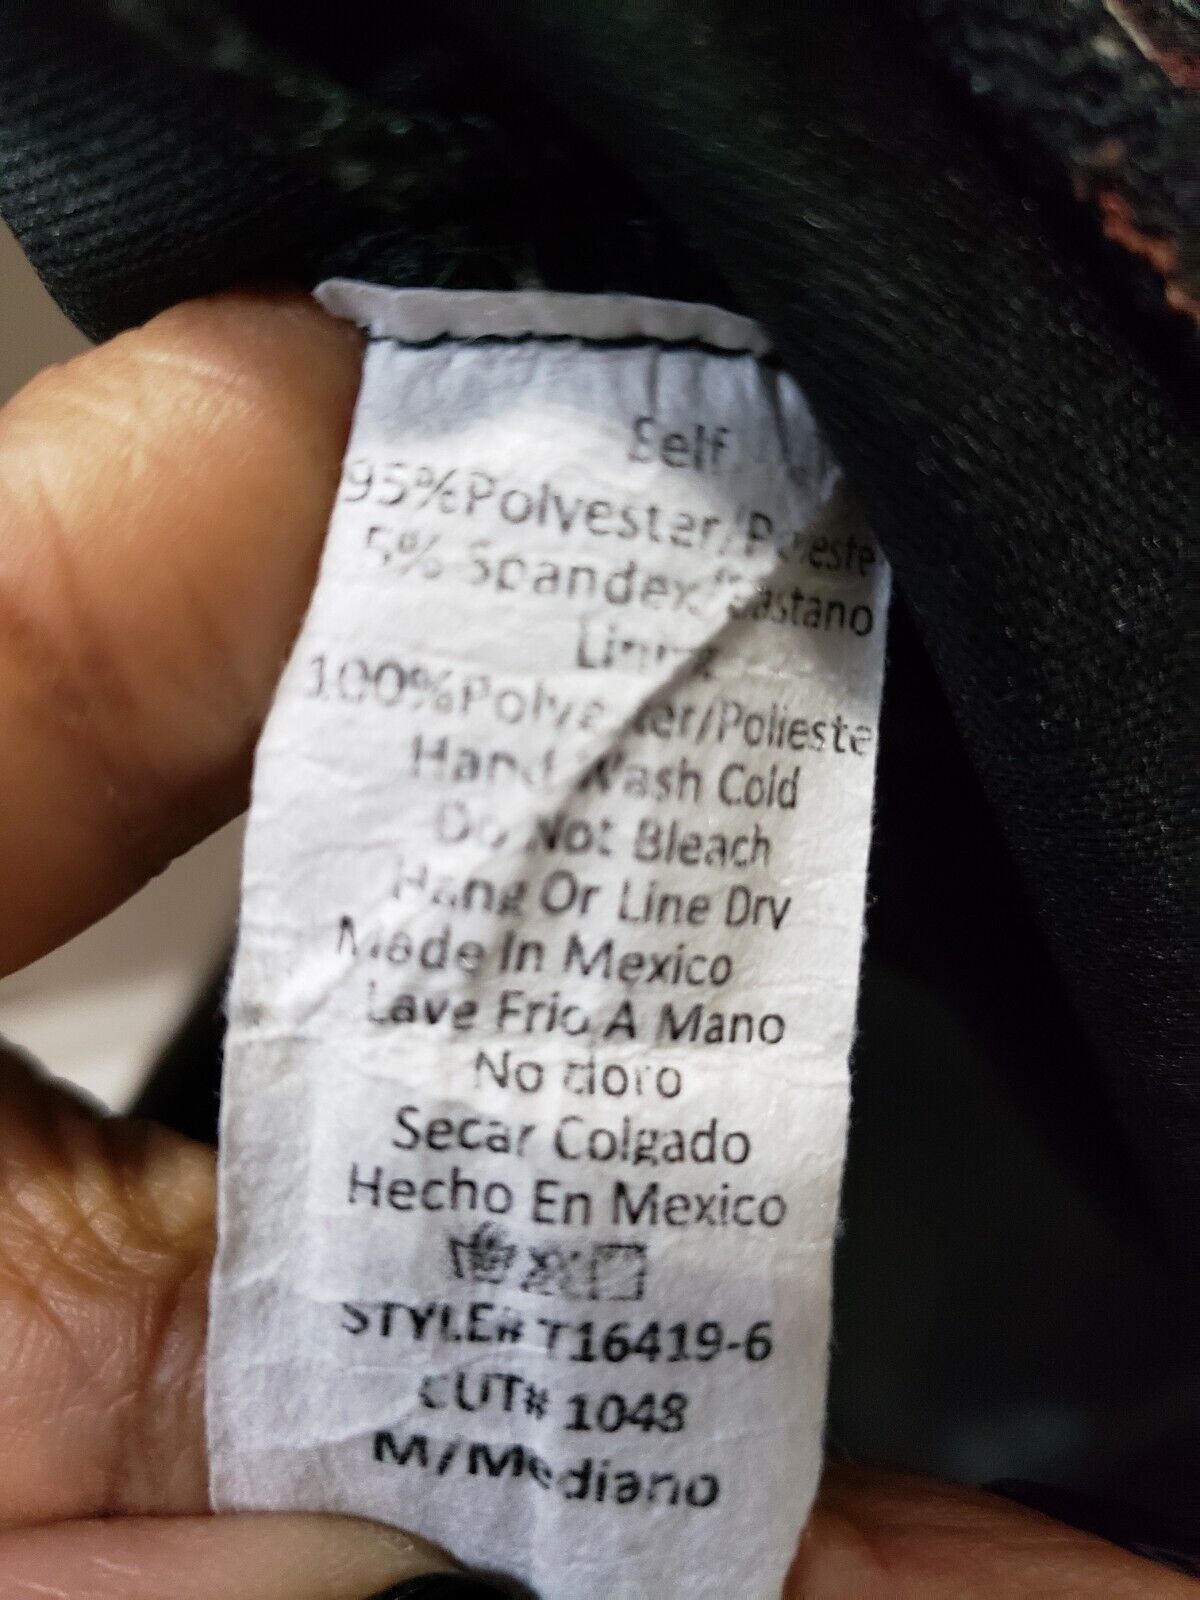 Self
95%Polyester/Polieste
5% Spandex/Elastano
Lining
100%Polyester/Polieste
Hand Wash Cold
Do Not Bleach
Hang Or Line Dry
Made In Mexico
Lave Frio A Mano
No cloro
Secar Colgado
Hecho En Mexico
STYLE# T16419-6
CUT# 1048
M/Mediano